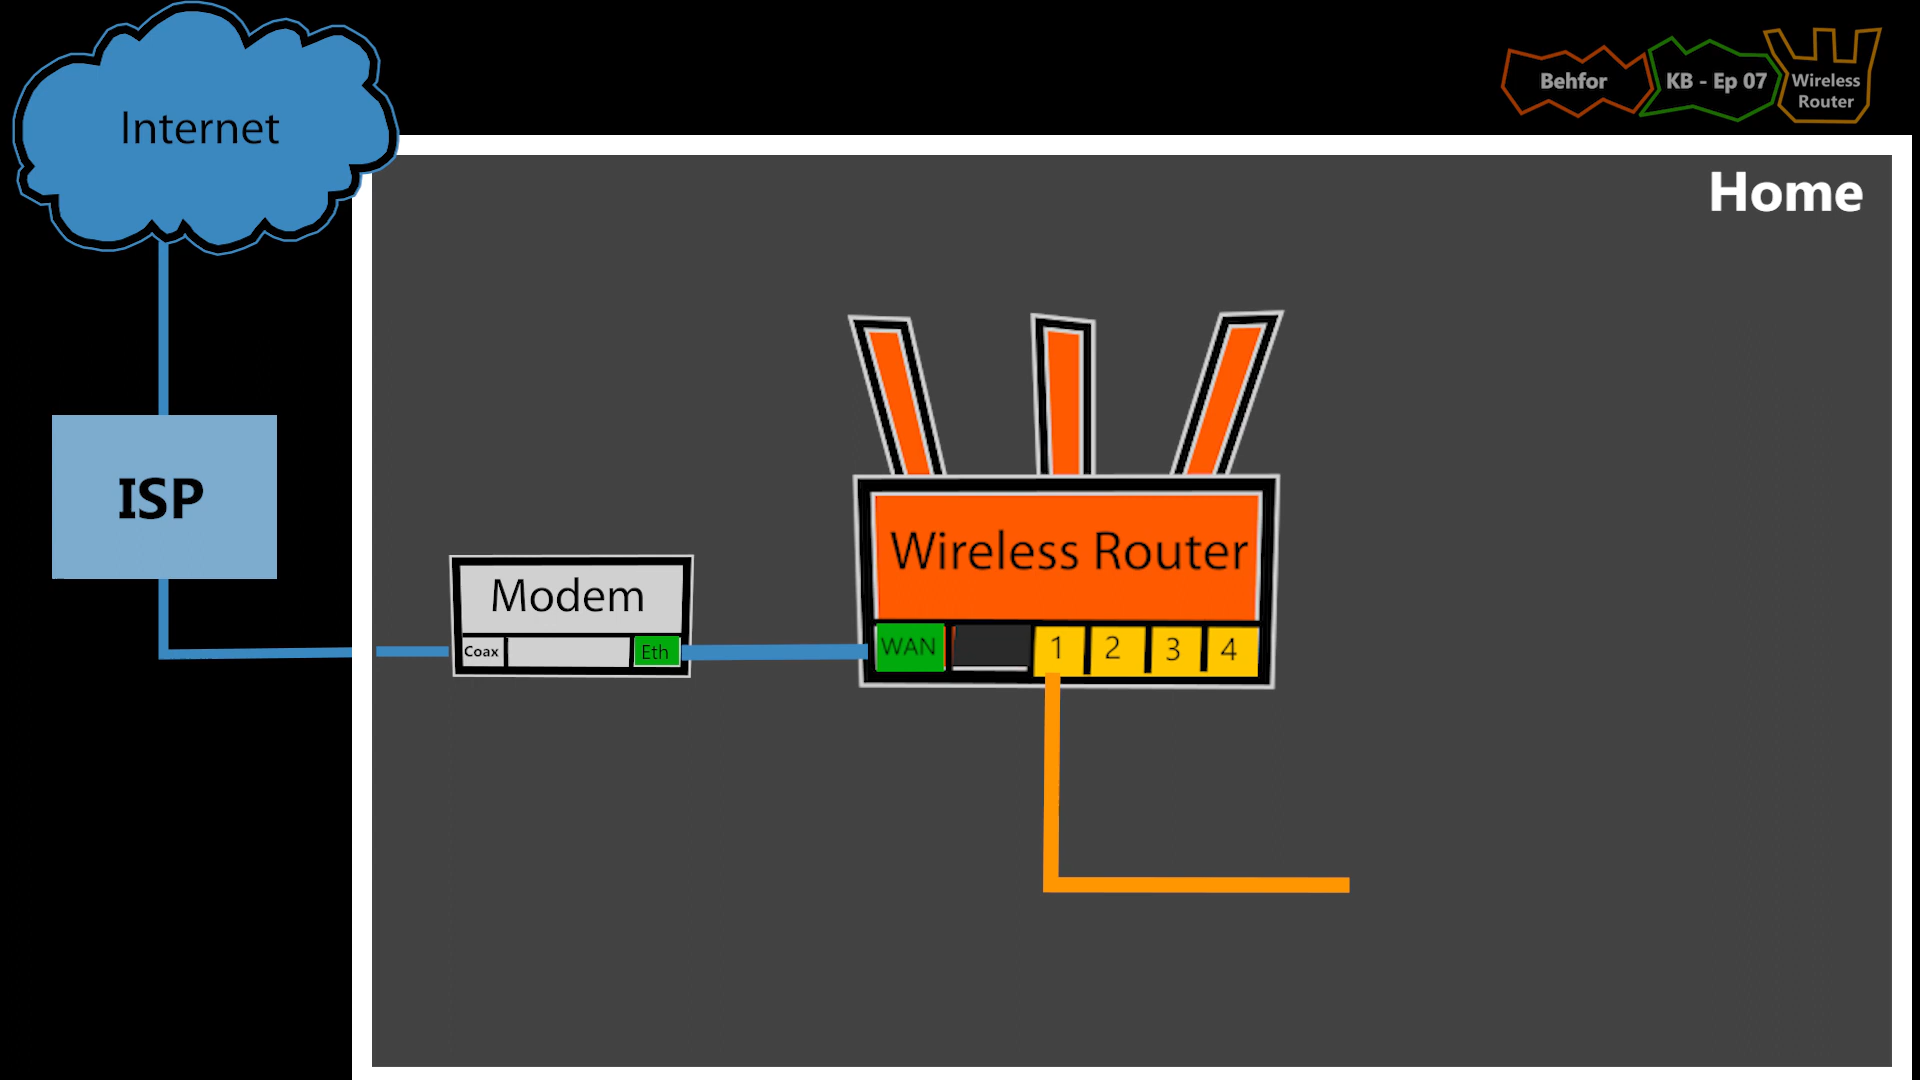 Internet
Behfor
KB - Ep 07
Wireless
Router
Home
ISP
Modem
Coax
Eth
Wireless Router
WAN
1
2
3
4